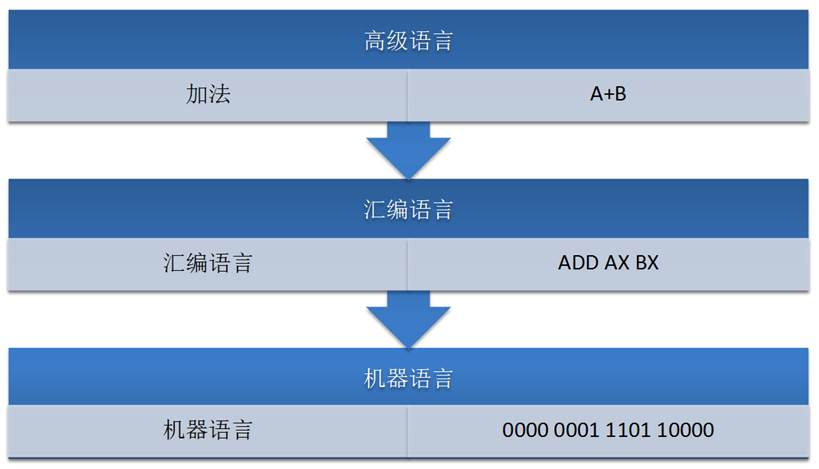 高级语言
加法 A+B
汇编语言
汇编语言 ADD AX BX
机器语言
机器语言 0000 0001 1101 10000